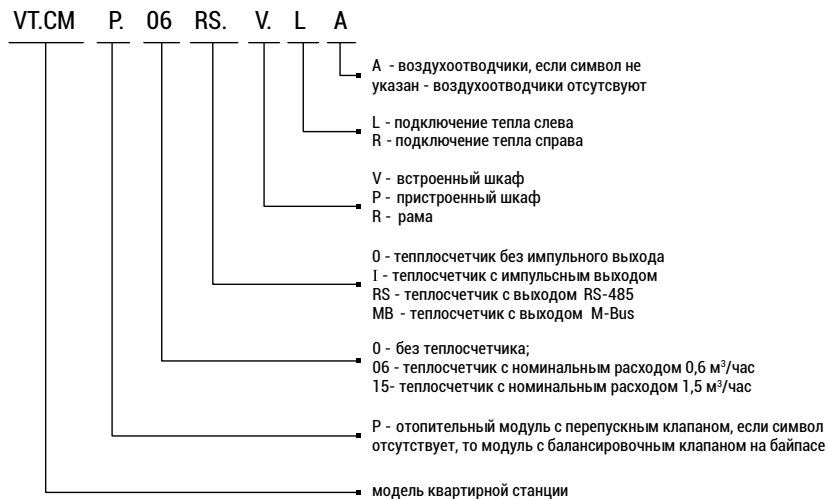 VT.CM P. 06 RS. V. L A
A - воздухоотводчики, если символ не
указан - воздухоотводчики отсутсвуют
L - подключение тепла слева
R - подключение тепла справа
V - встроенный шкаф
P - пристроенный шкаф
R - рама
0 - тепплосчетчик без импульного выхода
I - теплосчетчик с импульсным выходом
RS - теплосчетчик с выходом RS-485
MB - теплосчетчик с выходом M-Bus
0 - без теплосчетчика;
06 - теплосчетчик с номинальным расходом 0,6 м³/час
15- теплосчетчик с номинальным расходом 1,5 м³/час
P - отопительный модуль с перепускным клапаном, если символ
отсутствует, то модуль с балансировочным клапаном на байпасе
модель квартирной станции